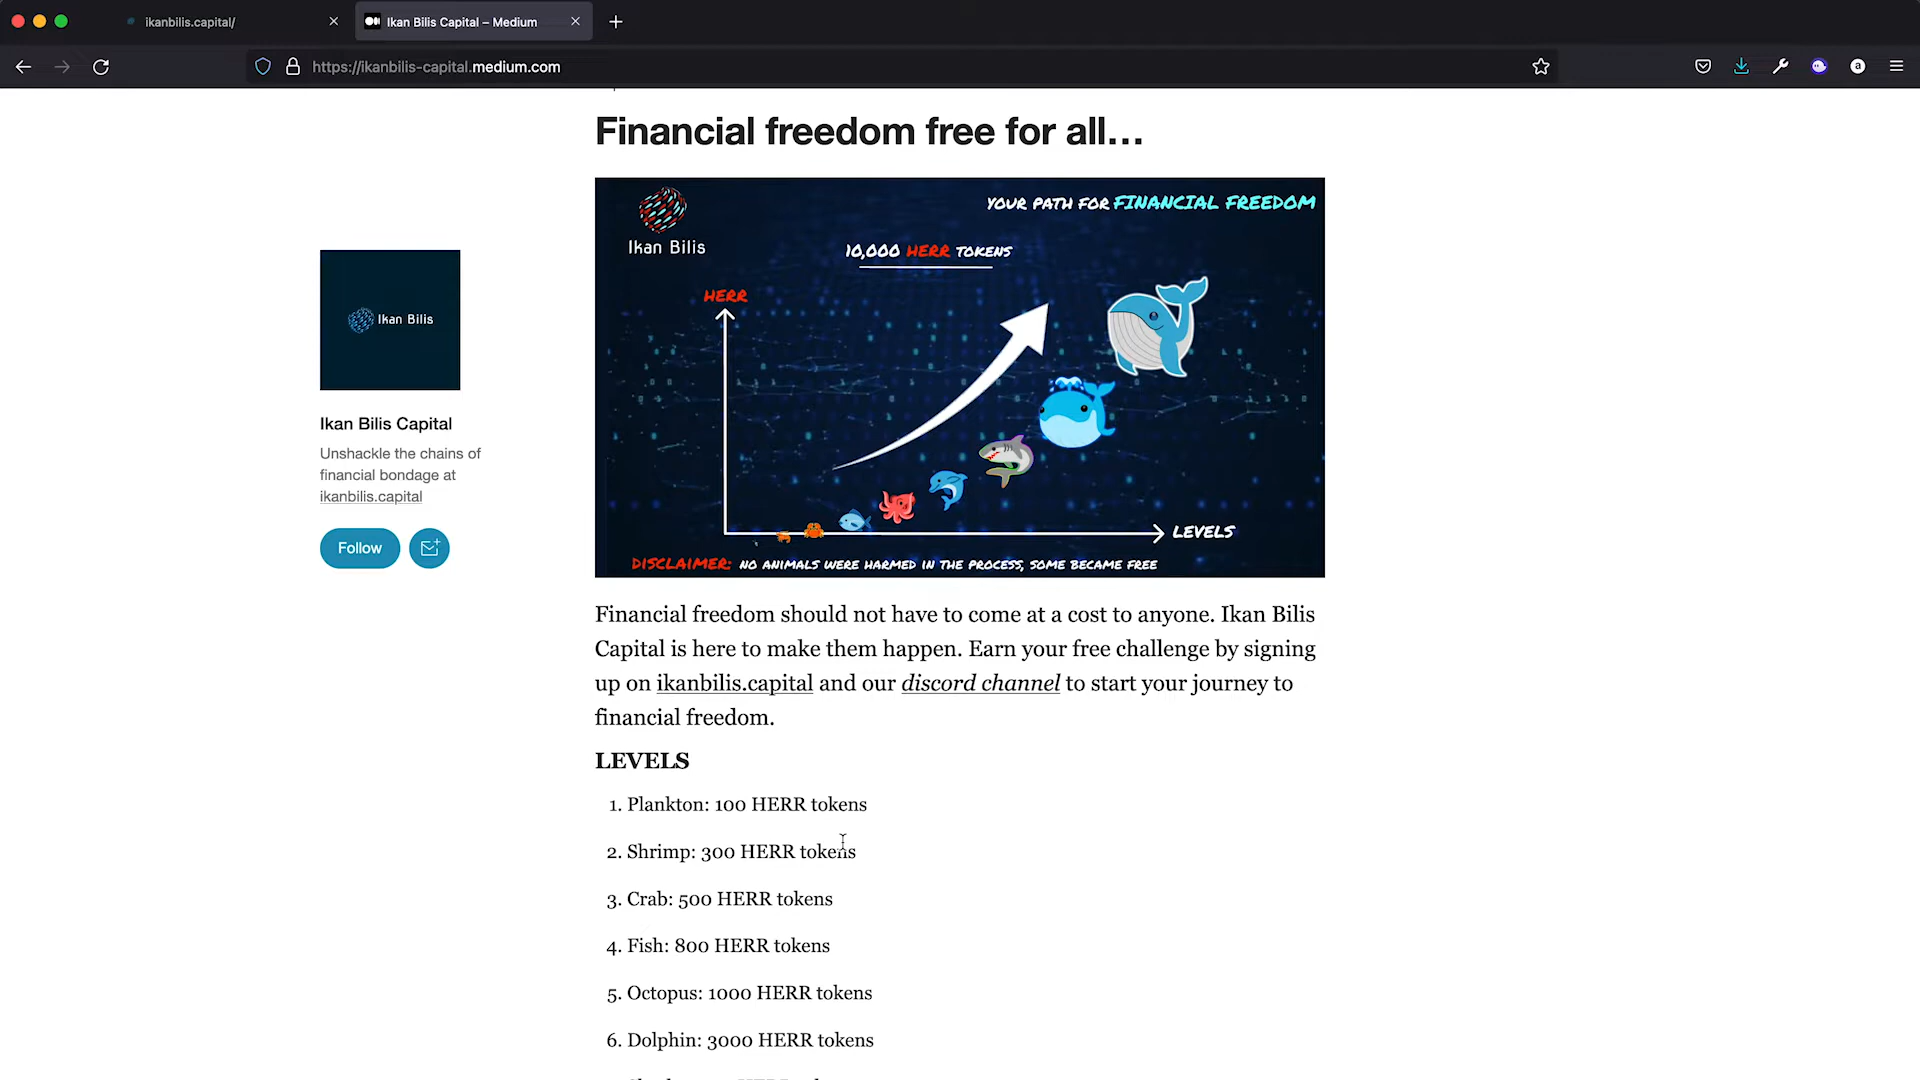 ikanbilis.capital/
Ikan Bilis Capital – Medium
https://ikanbilis-capital.medium.com
Financial freedom free for all...
YOUR PATH FOR FINANCIAL FREEDOM
Ikan Bilis
10,000 HERR TOKENS
HERR
LEVELS
DISCLAIMER: NO ANIMALS WERE HARMED IN THE PROCESS, SOME BECAME FREE
Ikan Bilis
Ikan Bilis Capital
Unshackle the chains of
financial bondage at
ikanbilis.capital
Follow
Financial freedom should not have to come at a cost to anyone. Ikan Bilis
Capital is here to make them happen. Earn your free challenge by signing
up on ikanbilis.capital and our discord channel to start your journey to
financial freedom.
LEVELS
1. Plankton: 100 HERR tokens
2. Shrimp: 300 HERR tokens
3. Crab: 500 HERR tokens
4. Fish: 800 HERR tokens
5. Octopus: 1000 HERR tokens
6. Dolphin: 3000 HERR tokens